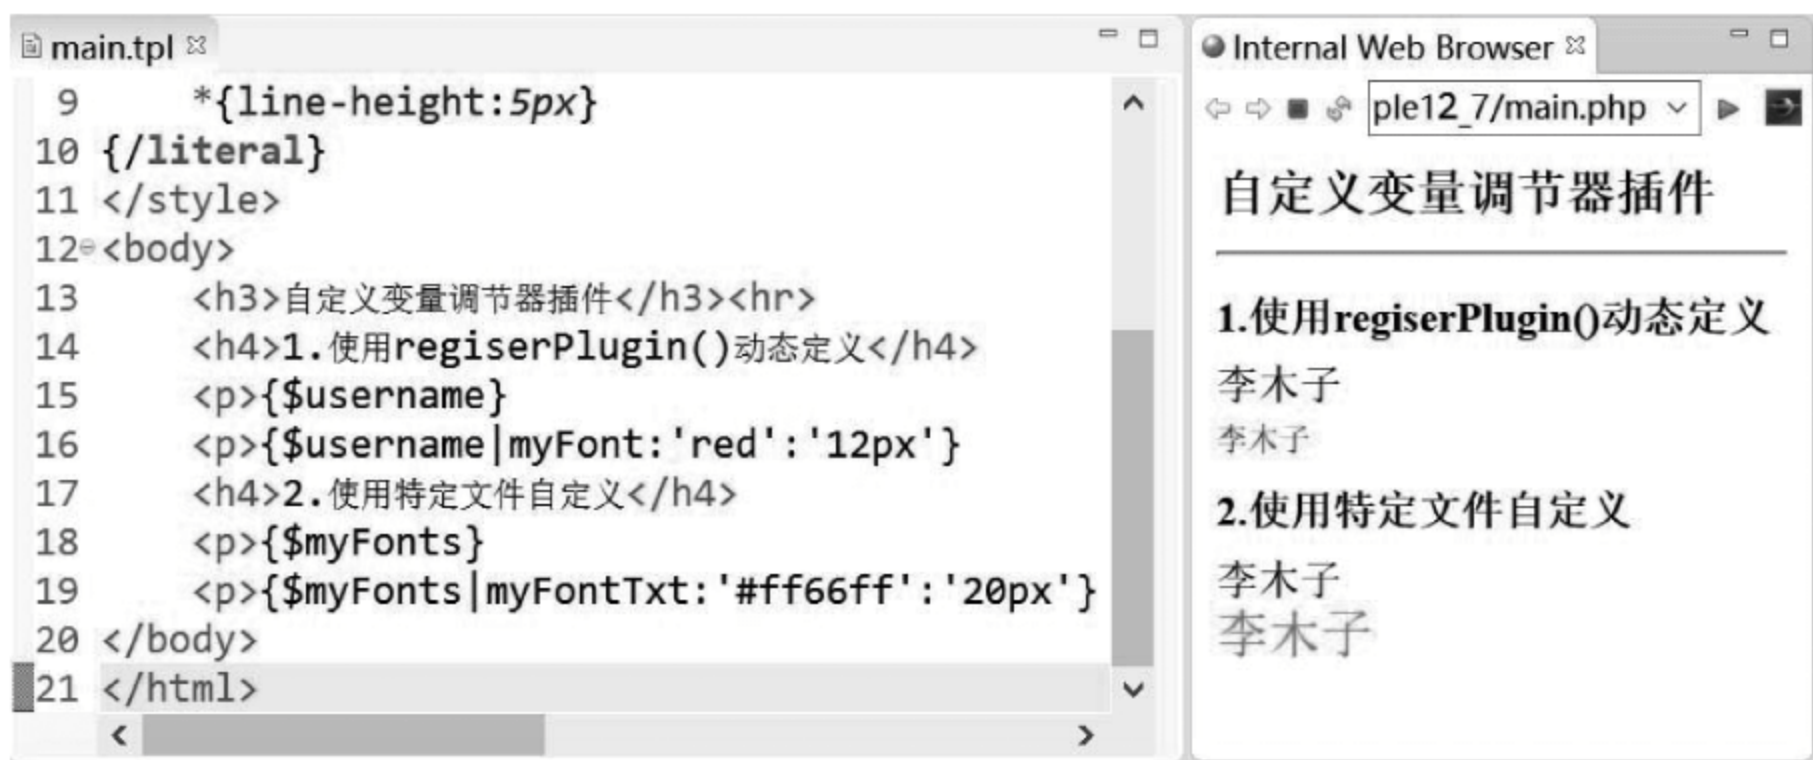 main.tpl
9 *{line-height:5px}
10 {/literal}
11 </style>
12 <body>
13 <h3>自定义变量调节器插件</h3><hr>
14 <h4>1.使用regiserPlugin()动态定义</h4>
15 <p>{$username}
16 <p>{$username|myFont:'red':'12px'}
17 <h4>2.使用特定文件自定义</h4>
18 <p>{$myFonts}
19 <p>{$myFonts|myFontTxt:'#ff66ff':'20px'}
20 </body>
21 </html>
Internal Web Browser
ple12_7/main.php
自定义变量调节器插件
1.使用regiserPlugin()动态定义
李木子
李木子
2.使用特定文件自定义
李木子
李木子